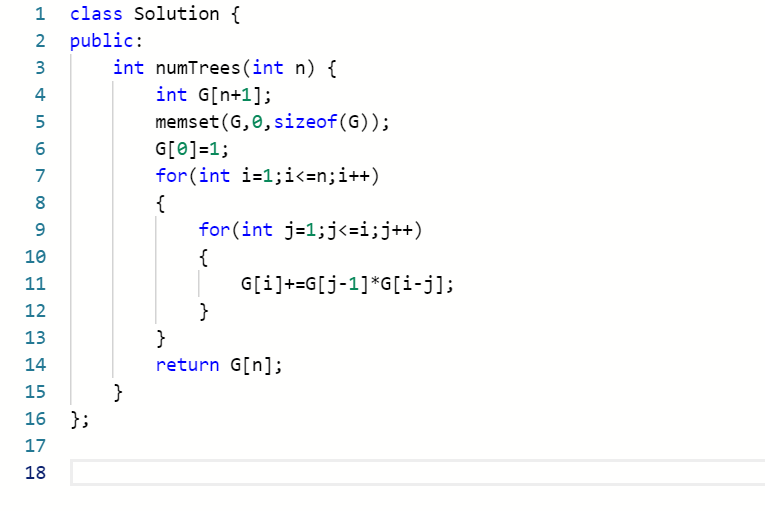 1 class Solution {
2 public:
3     int numTrees(int n) {
4         int G[n+1];
5         memset(G,0,sizeof(G));
6         G[0]=1;
7         for(int i=1;i<=n;i++)
8         {
9             for(int j=1;j<=i;j++)
10             {
11                 G[i]+=G[j-1]*G[i-j];
12             }
13         }
14         return G[n];
15     }
16 };
17
18